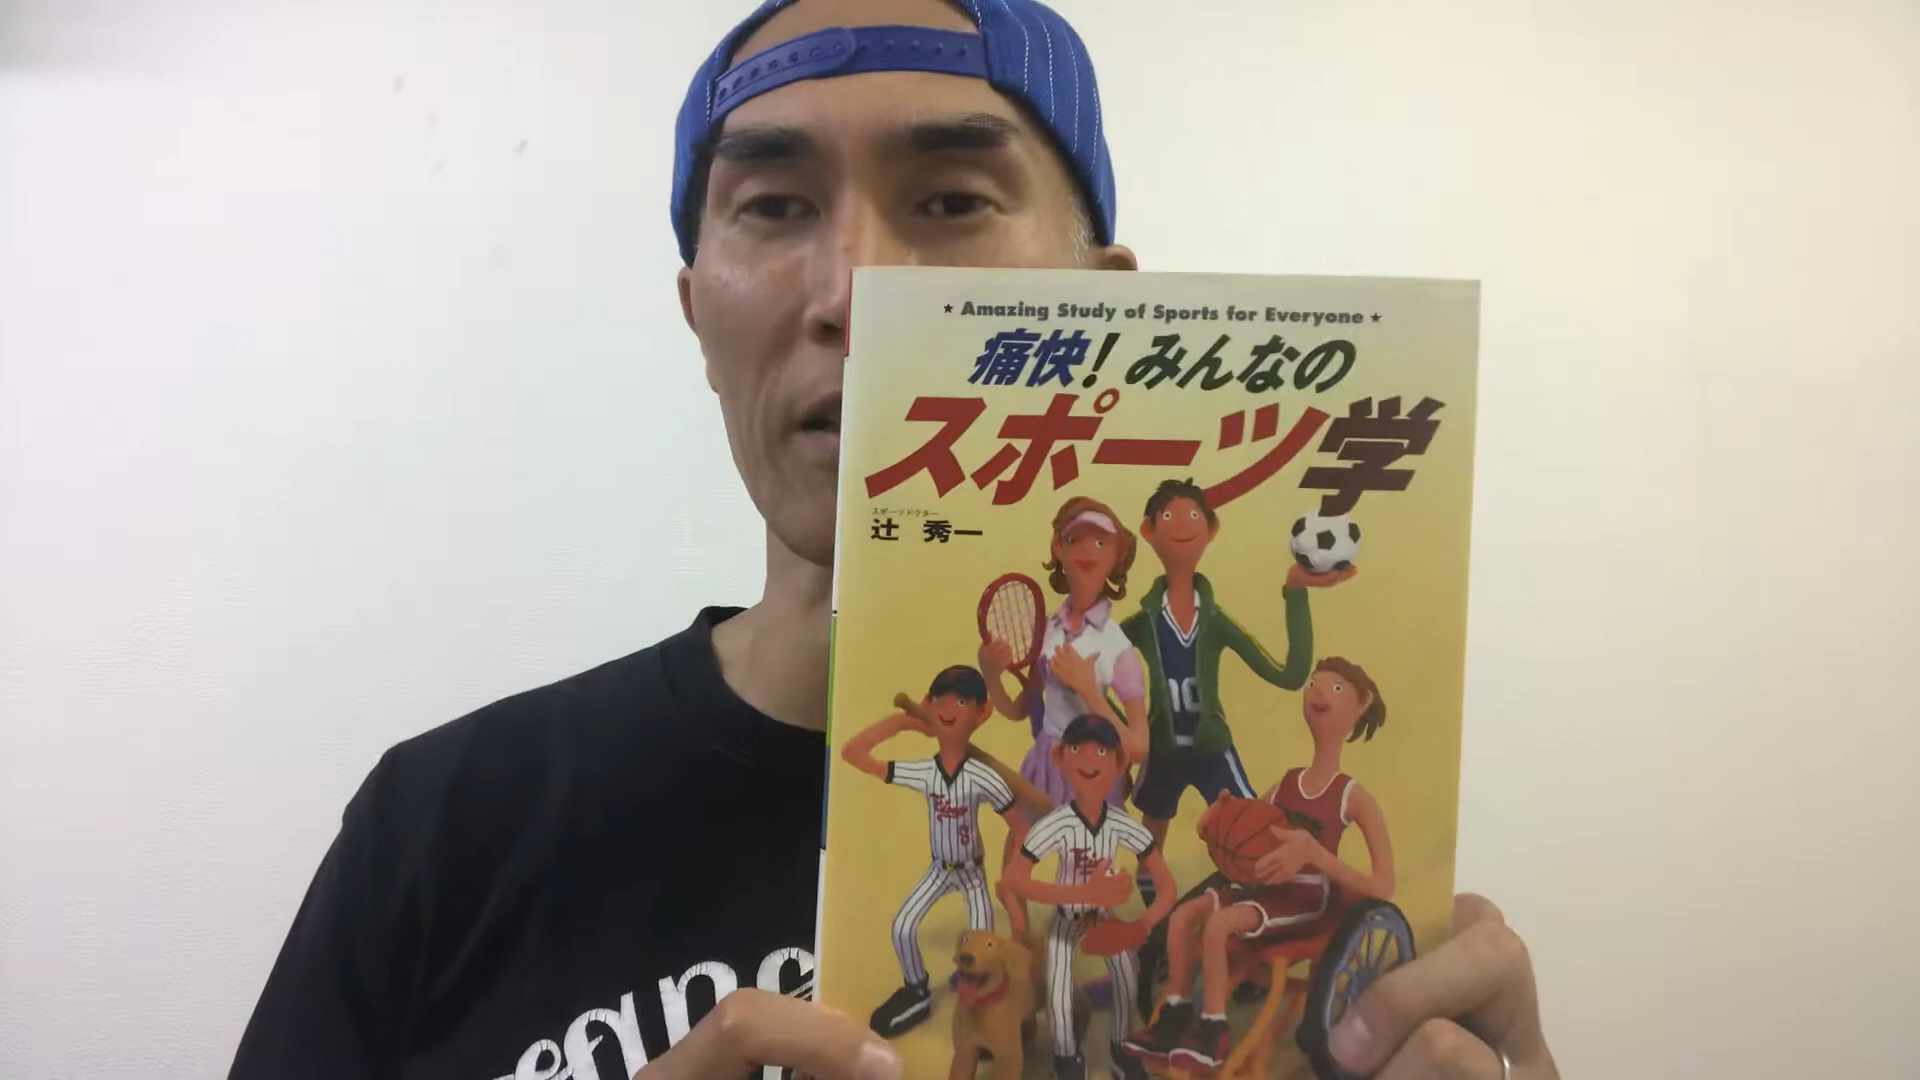 ★ Amazing Study of Sports for Everyone ★
痛快！みんなの
スポーツ学
スポーツドクター
辻 秀一